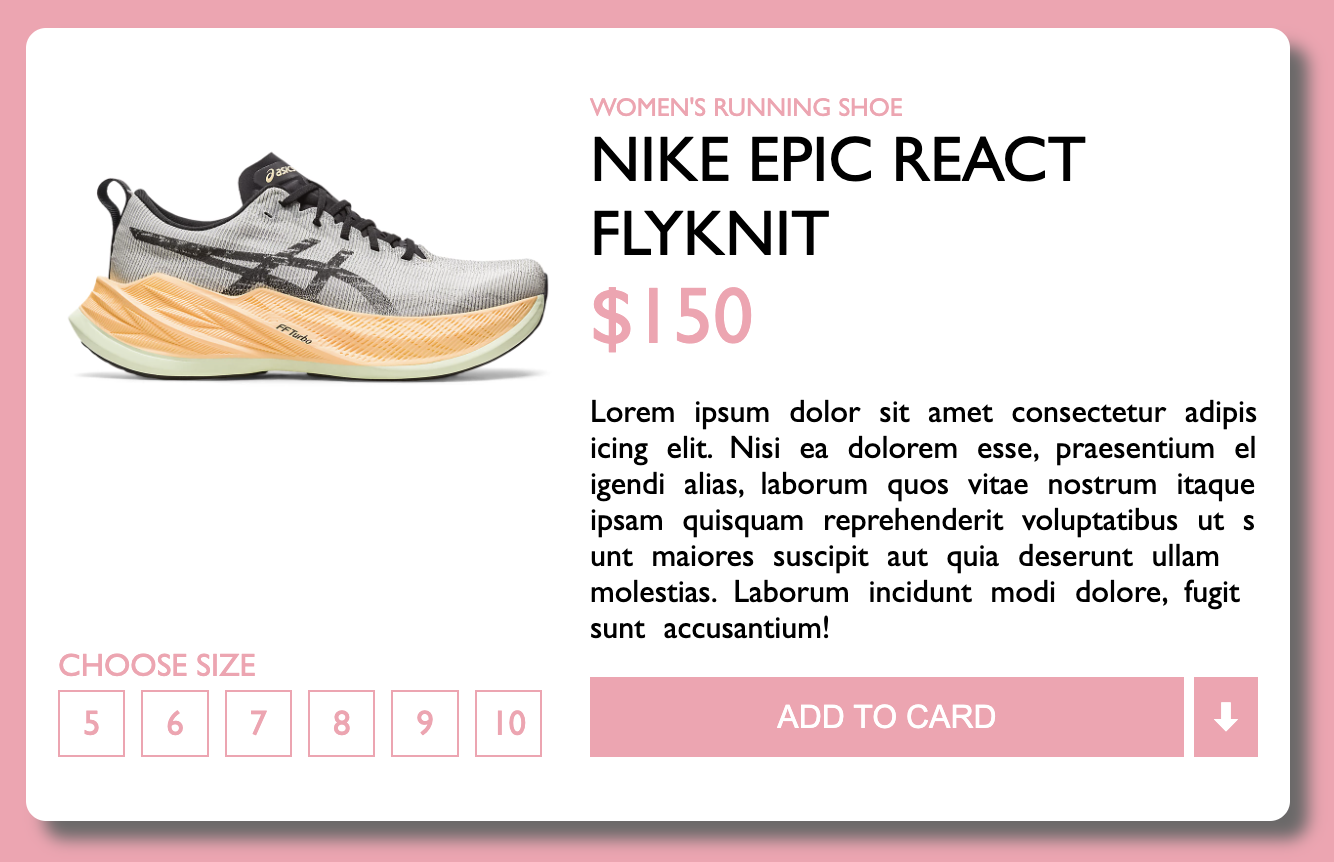 WOMEN'S RUNNING SHOE
NIKE EPIC REACT
FLYKNIT
$150
Lorem ipsum dolor sit amet consectetur adipis
icing elit. Nisi ea dolorem esse, praesentium el
igendi alias, laborum quos vitae nostrum itaque
ipsam quisquam reprehenderit voluptatibus ut s
unt maiores suscipit aut quia deserunt ullam
molestias. Laborum incidunt modi dolore, fugit
sunt accusantium!
asics
FFTurbo
CHOOSE SIZE
5 6 7 8 9 10
ADD TO CARD